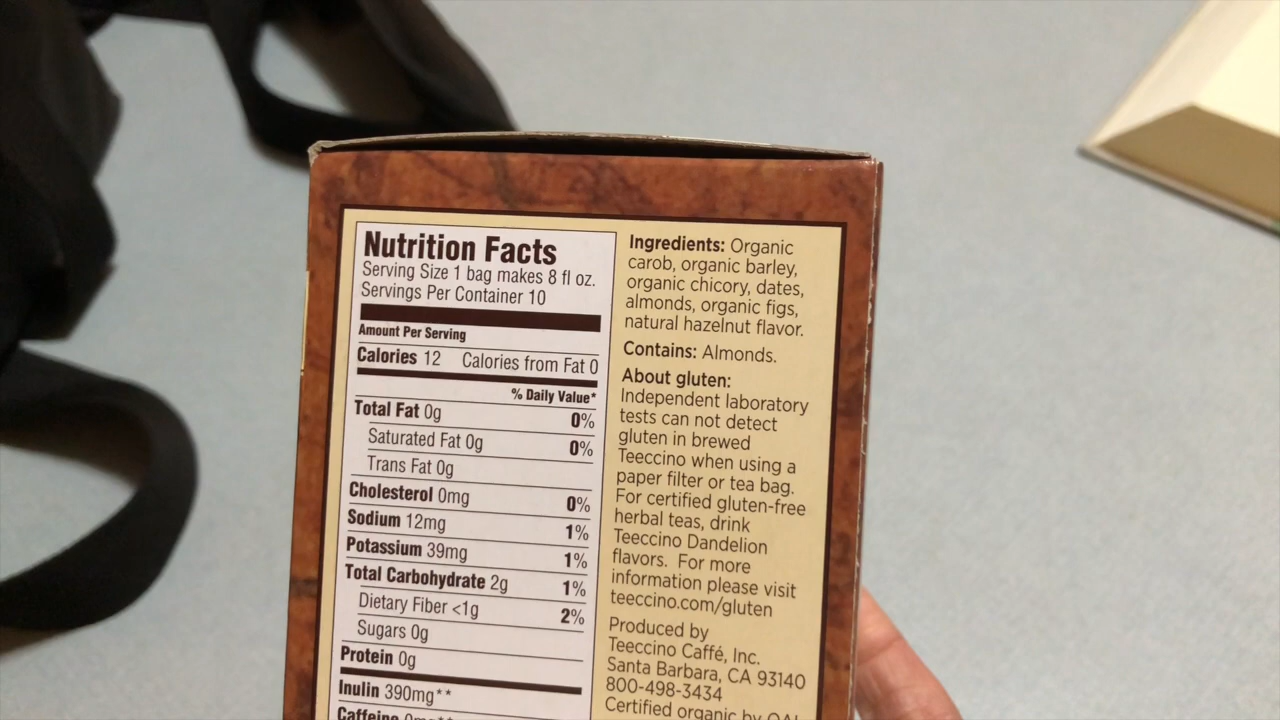 Nutrition Facts
Serving Size 1 bag makes 8 fl oz.
Servings Per Container 10
Amount Per Serving
Calories 12 Calories from Fat 0
% Daily Value*
Total Fat 0g 0%
Saturated Fat 0g 0%
Trans Fat 0g
Cholesterol 0mg 0%
Sodium 12mg 1%
Potassium 39mg 1%
Total Carbohydrate 2g 1%
Dietary Fiber <1g 2%
Sugars 0g
Protein 0g
Inulin 390mg**
Caffeine 0mg**
Ingredients: Organic
carob, organic barley,
organic chicory, dates,
almonds, organic figs,
natural hazelnut flavor.
Contains: Almonds.
About gluten:
Independent laboratory
tests can not detect
gluten in brewed
Teeccino when using a
paper filter or tea bag.
For certified gluten-free
herbal teas, drink
Teeccino Dandelion
flavors. For more
information please visit
teeccino.com/gluten
Produced by
Teeccino Caffé, Inc.
Santa Barbara, CA 93140
800-498-3434
Certified organic by QAI